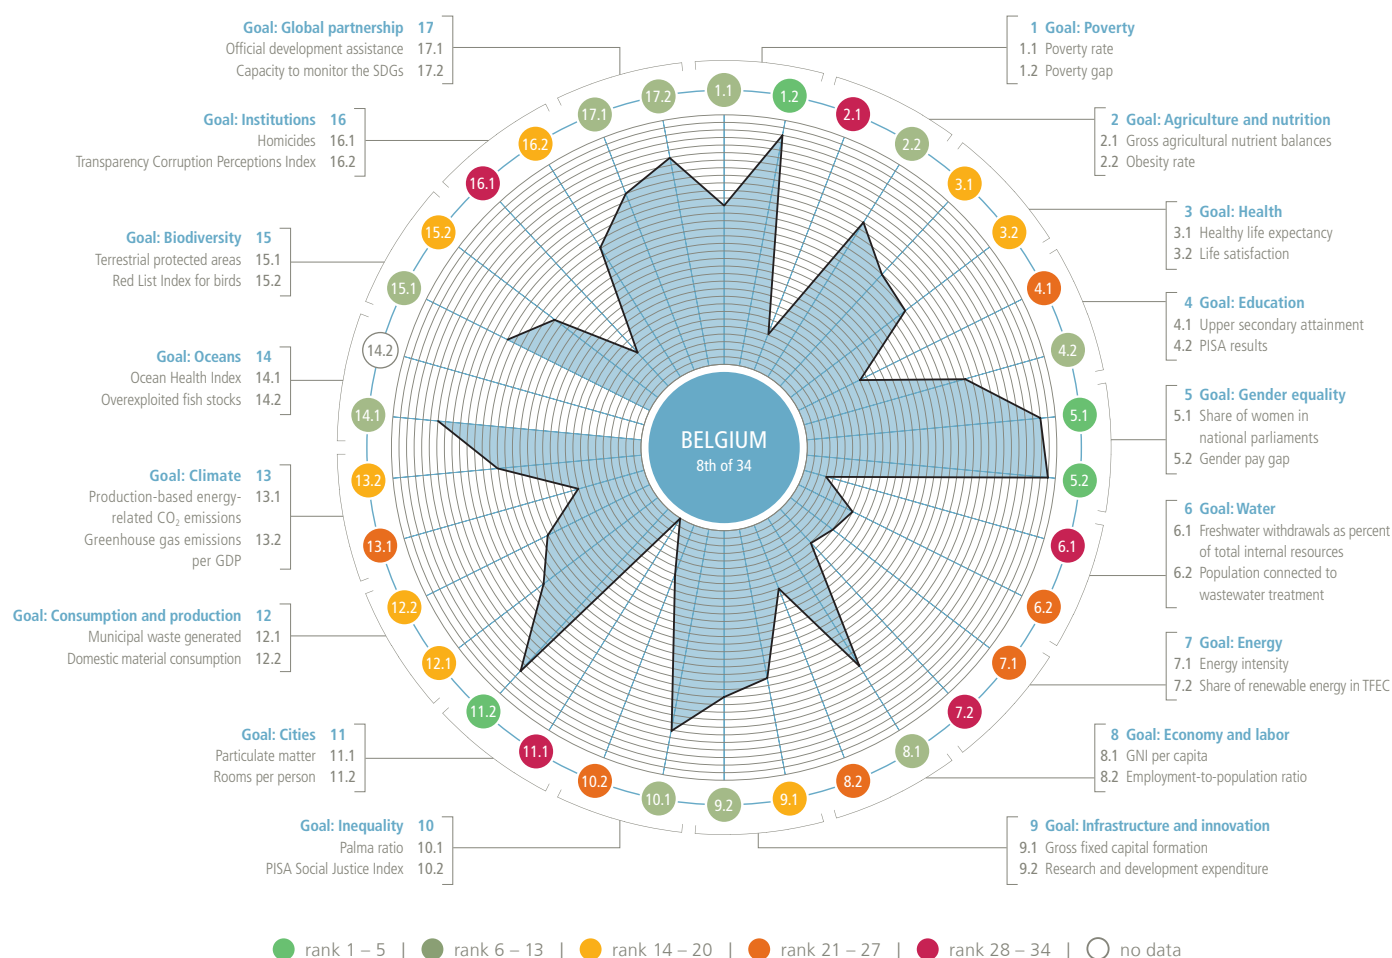 Goal: Global partnership 17
Official development assistance 17.1
Capacity to monitor the SDGs 17.2
Goal: Institutions 16
Homicides 16.1
Transparency Corruption Perceptions Index 16.2
Goal: Biodiversity 15
Terrestrial protected areas 15.1
Red List Index for birds 15.2
Goal: Oceans 14
Ocean Health Index 14.1
Overexploited fish stocks 14.2
Goal: Climate 13
Production-based energy- 13.1
related CO₂ emissions
Greenhouse gas emissions 13.2
per GDP
Goal: Consumption and production 12
Municipal waste generated 12.1
Domestic material consumption 12.2
Goal: Cities 11
Particulate matter 11.1
Rooms per person 11.2
Goal: Inequality 10
Palma ratio 10.1
PISA Social Justice Index 10.2
1 Goal: Poverty
1.1 Poverty rate
1.2 Poverty gap
2 Goal: Agriculture and nutrition
2.1 Gross agricultural nutrient balances
2.2 Obesity rate
3 Goal: Health
3.1 Healthy life expectancy
3.2 Life satisfaction
4 Goal: Education
4.1 Upper secondary attainment
4.2 PISA results
5 Goal: Gender equality
5.1 Share of women in
national parliaments
5.2 Gender pay gap
6 Goal: Water
6.1 Freshwater withdrawals as percent
of total internal resources
6.2 Population connected to
wastewater treatment
7 Goal: Energy
7.1 Energy intensity
7.2 Share of renewable energy in TFEC
8 Goal: Economy and labor
8.1 GNI per capita
8.2 Employment-to-population ratio
9 Goal: Infrastructure and innovation
9.1 Gross fixed capital formation
9.2 Research and development expenditure
1.1
1.2
2.1
2.2
3.1
3.2
4.1
4.2
5.1
5.2
6.1
6.2
7.1
7.2
8.1
8.2
9.1
9.2
10.1
10.2
11.1
11.2
12.1
12.2
13.1
13.2
14.1
14.2
15.1
15.2
16.1
16.2
17.1
17.2
BELGIUM
8th of 34
rank 1 – 5 | rank 6 – 13 | rank 14 – 20 | rank 21 – 27 | rank 28 – 34 | no data